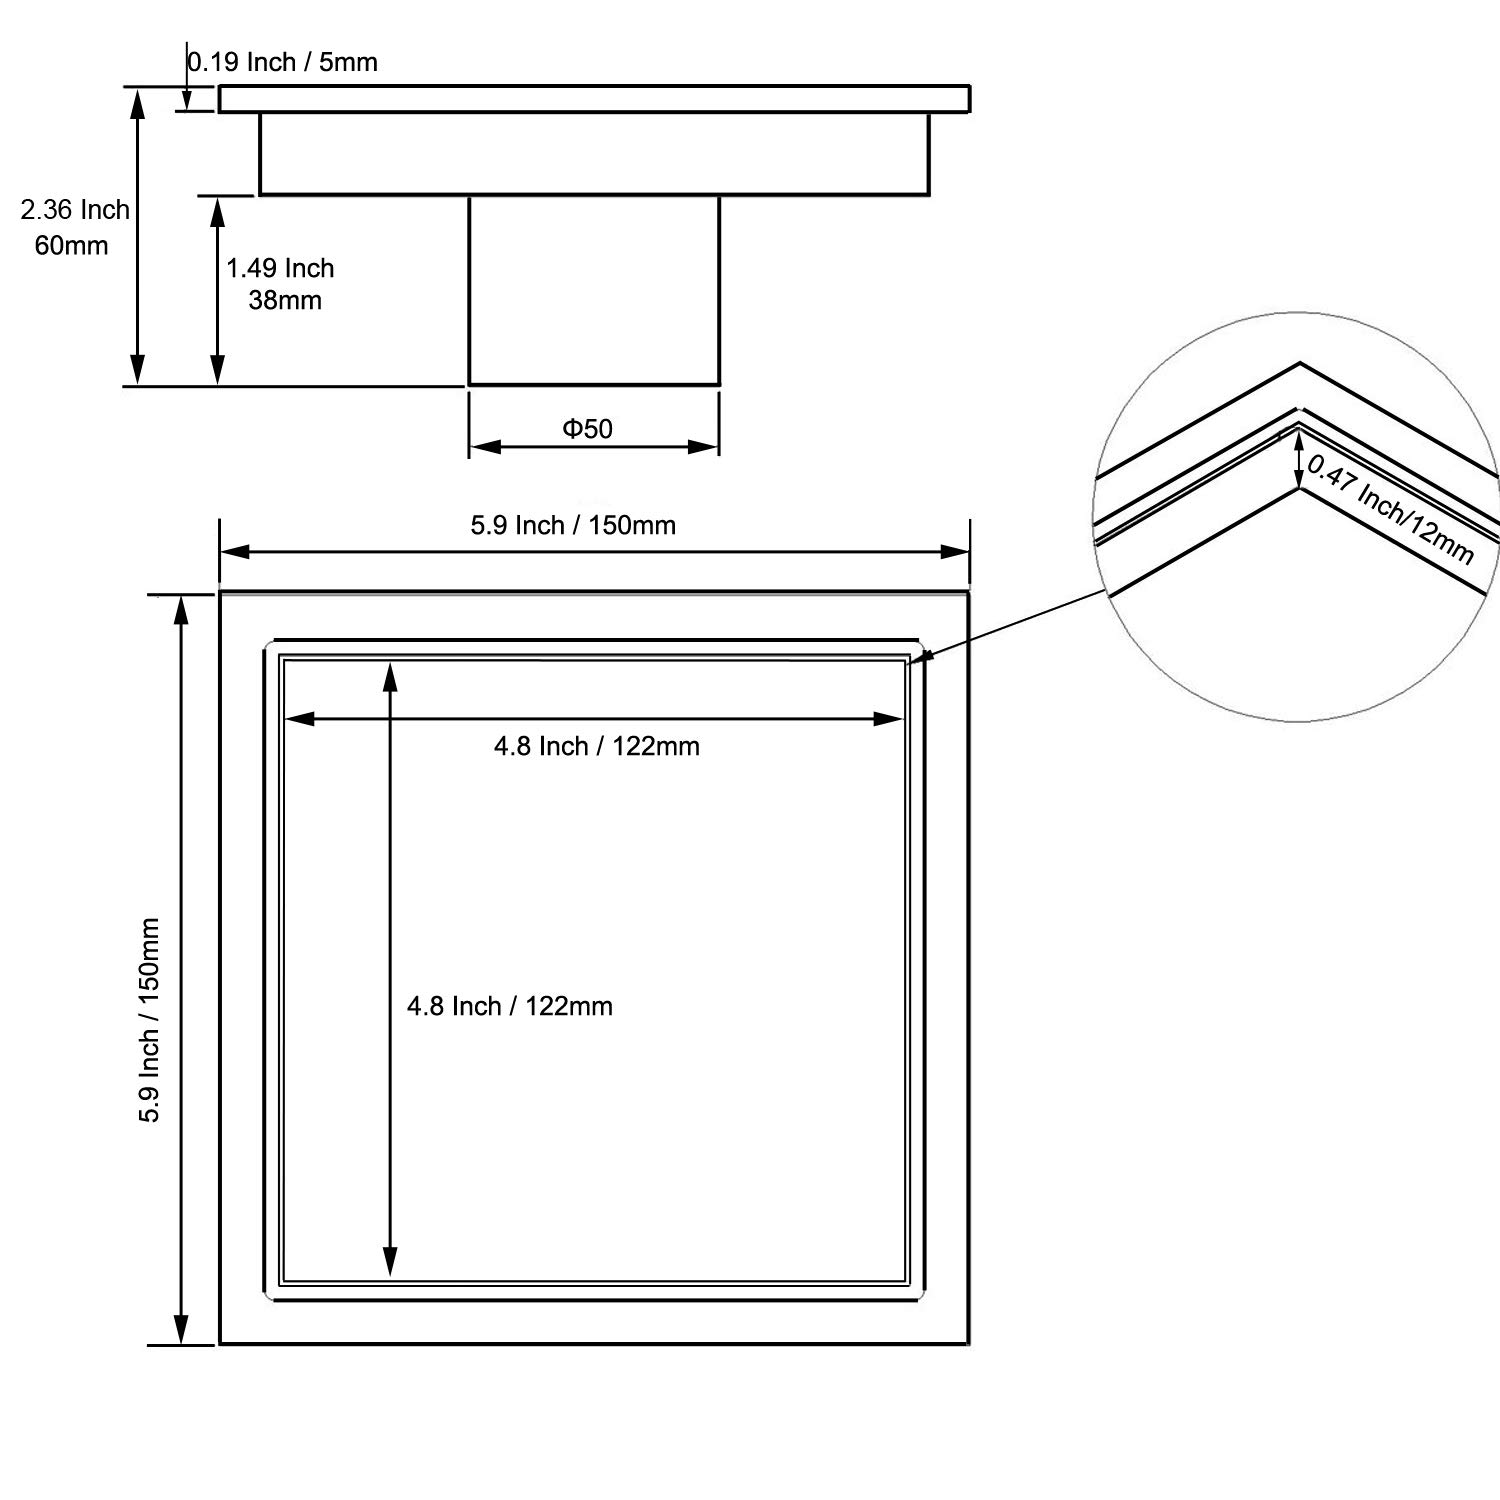 0.19 Inch / 5mm
2.36 Inch
60mm
1.49 Inch
38mm
Φ50
0.47 Inch/12mm
5.9 Inch / 150mm
4.8 Inch / 122mm
5.9 Inch / 150mm
4.8 Inch / 122mm